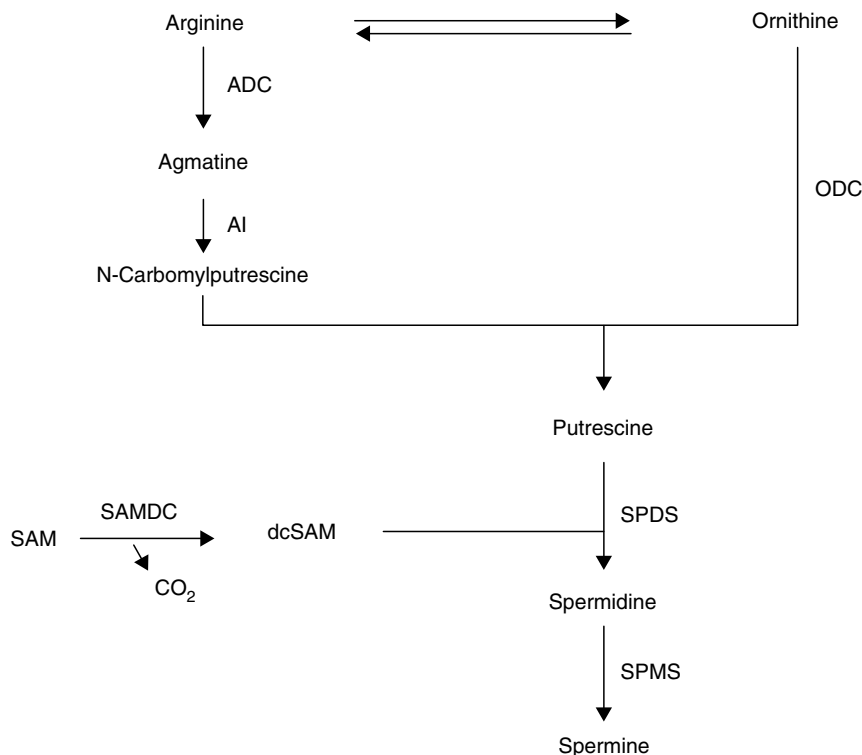 Arginine
Ornithine
ADC
Agmatine
ODC
AI
N-Carbomylputrescine
Putrescine
SAMDC
SPDS
SAM
dcSAM
CO2
Spermidine
SPMS
Spermine